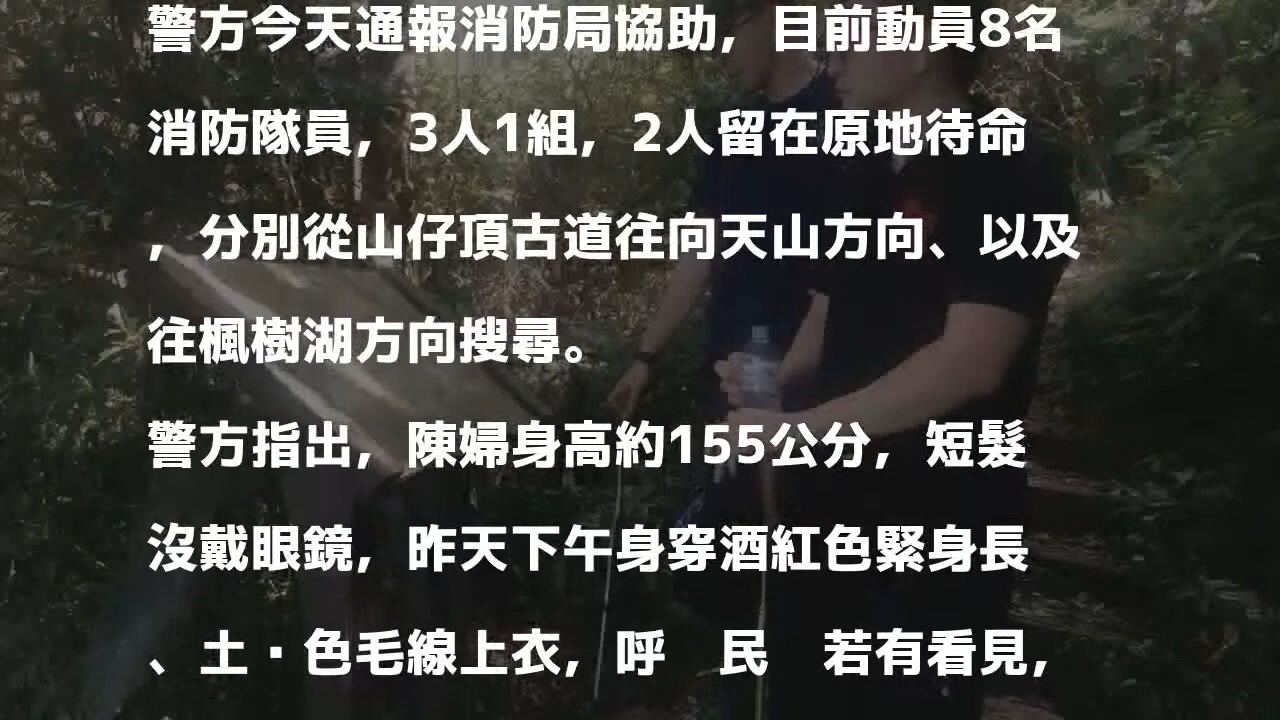 警方今天通報消防局協助，目前動員8名
消防隊員，3人1組，2人留在原地待命
，分別從山仔頂古道往向天山方向、以及
往楓樹湖方向搜尋。
警方指出，陳婦身高約155公分，短髮
沒戴眼鏡，昨天下午身穿酒紅色緊身長
、土·色毛線上衣，呼　民　若有看見，